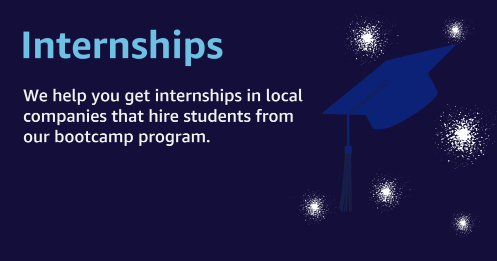 Internships
We help you get internships in local
companies that hire students from
our bootcamp program.